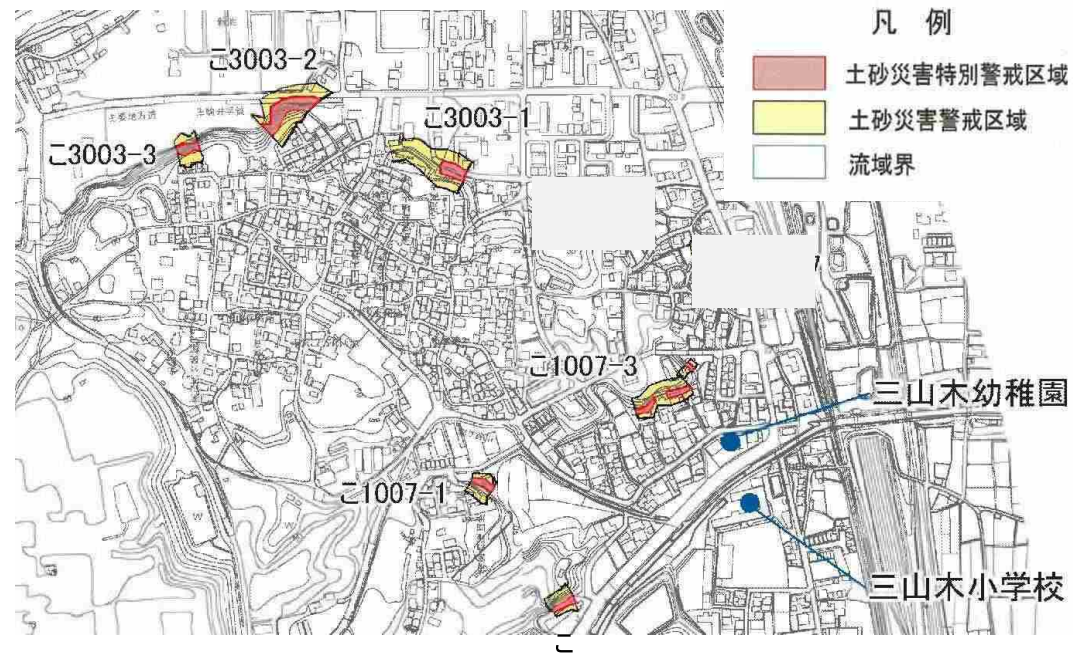 凡 例
土砂災害特別警戒区域
土砂災害警戒区域
流域界
こ3003-2
こ3003-1
こ3003-3
こ1007-3
三山木幼稚園
こ1007-1
三山木小学校
こ